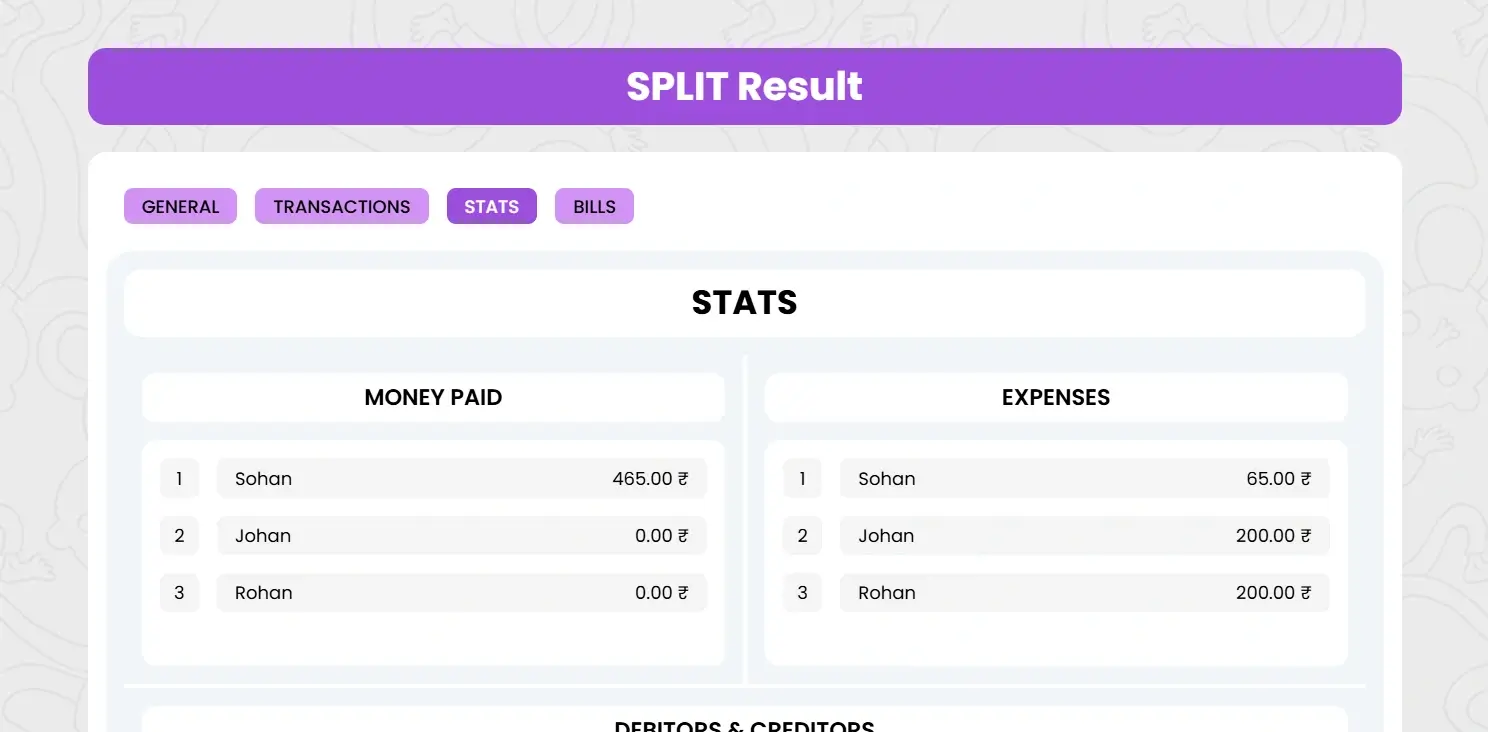 SPLIT Result
GENERAL TRANSACTIONS STATS BILLS
STATS
MONEY PAID
1 Sohan 465.00 ₹
2 Johan 0.00 ₹
3 Rohan 0.00 ₹
EXPENSES
1 Sohan 65.00 ₹
2 Johan 200.00 ₹
3 Rohan 200.00 ₹
DEBITORS & CREDITORS